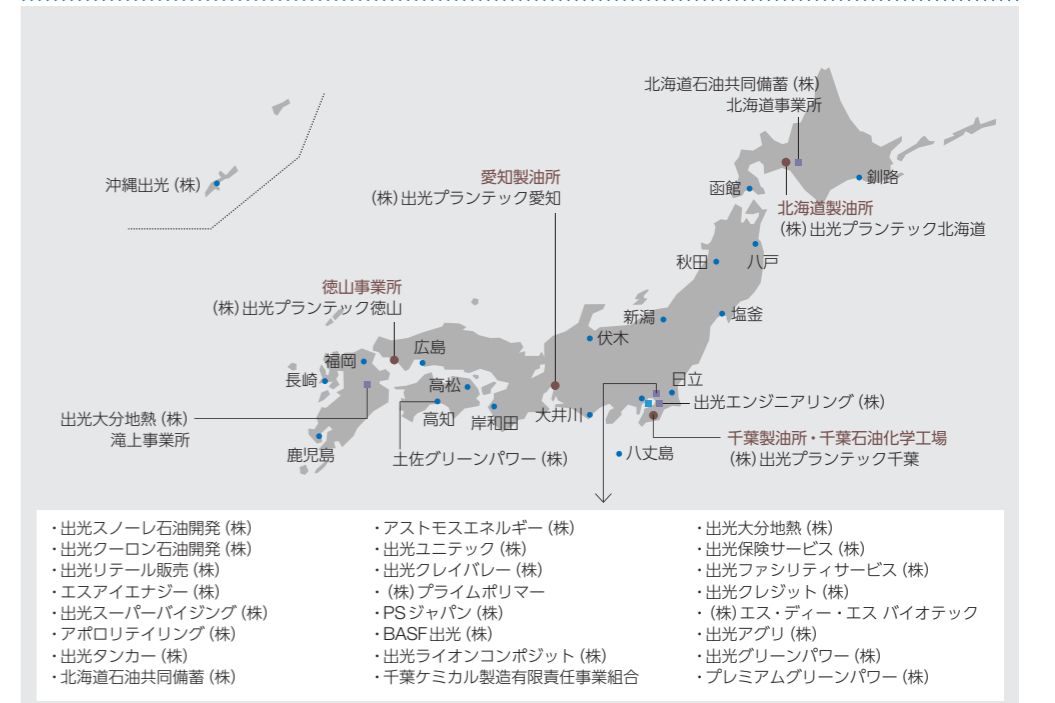 北海道石油共同備蓄(株)
北海道事業所
沖縄出光(株)
愛知製油所
(株)出光プランテック愛知
函館
釧路
北海道製油所
(株)出光プランテック北海道
秋田
八戸
徳山事業所
(株)出光プランテック徳山
新潟
塩釜
伏木
福岡
広島
長崎
高松
日立
出光エンジニアリング(株)
出光大分地熱(株)
滝上事業所
高知
岸和田
大井川
千葉製油所・千葉石油化学工場
(株)出光プランテック千葉
鹿児島
土佐グリーンパワー(株)
八丈島
・出光スノーレ石油開発(株)
・出光クーロン石油開発(株)
・出光リテール販売(株)
・エスアイエナジー(株)
・出光スーパーバイジング(株)
・アポロリテイリング(株)
・出光タンカー(株)
・北海道石油共同備蓄(株)
・アストモスエネルギー(株)
・出光ユニテック(株)
・出光クレイバレー(株)
・(株)プライムポリマー
・PSジャパン(株)
・BASF出光(株)
・出光ライオンコンポジット(株)
・千葉ケミカル製造有限責任事業組合
・出光大分地熱(株)
・出光保険サービス(株)
・出光ファシリティサービス(株)
・出光クレジット(株)
・(株)エス・ディー・エス バイオテック
・出光アグリ(株)
・出光グリーンパワー(株)
・プレミアムグリーンパワー(株)